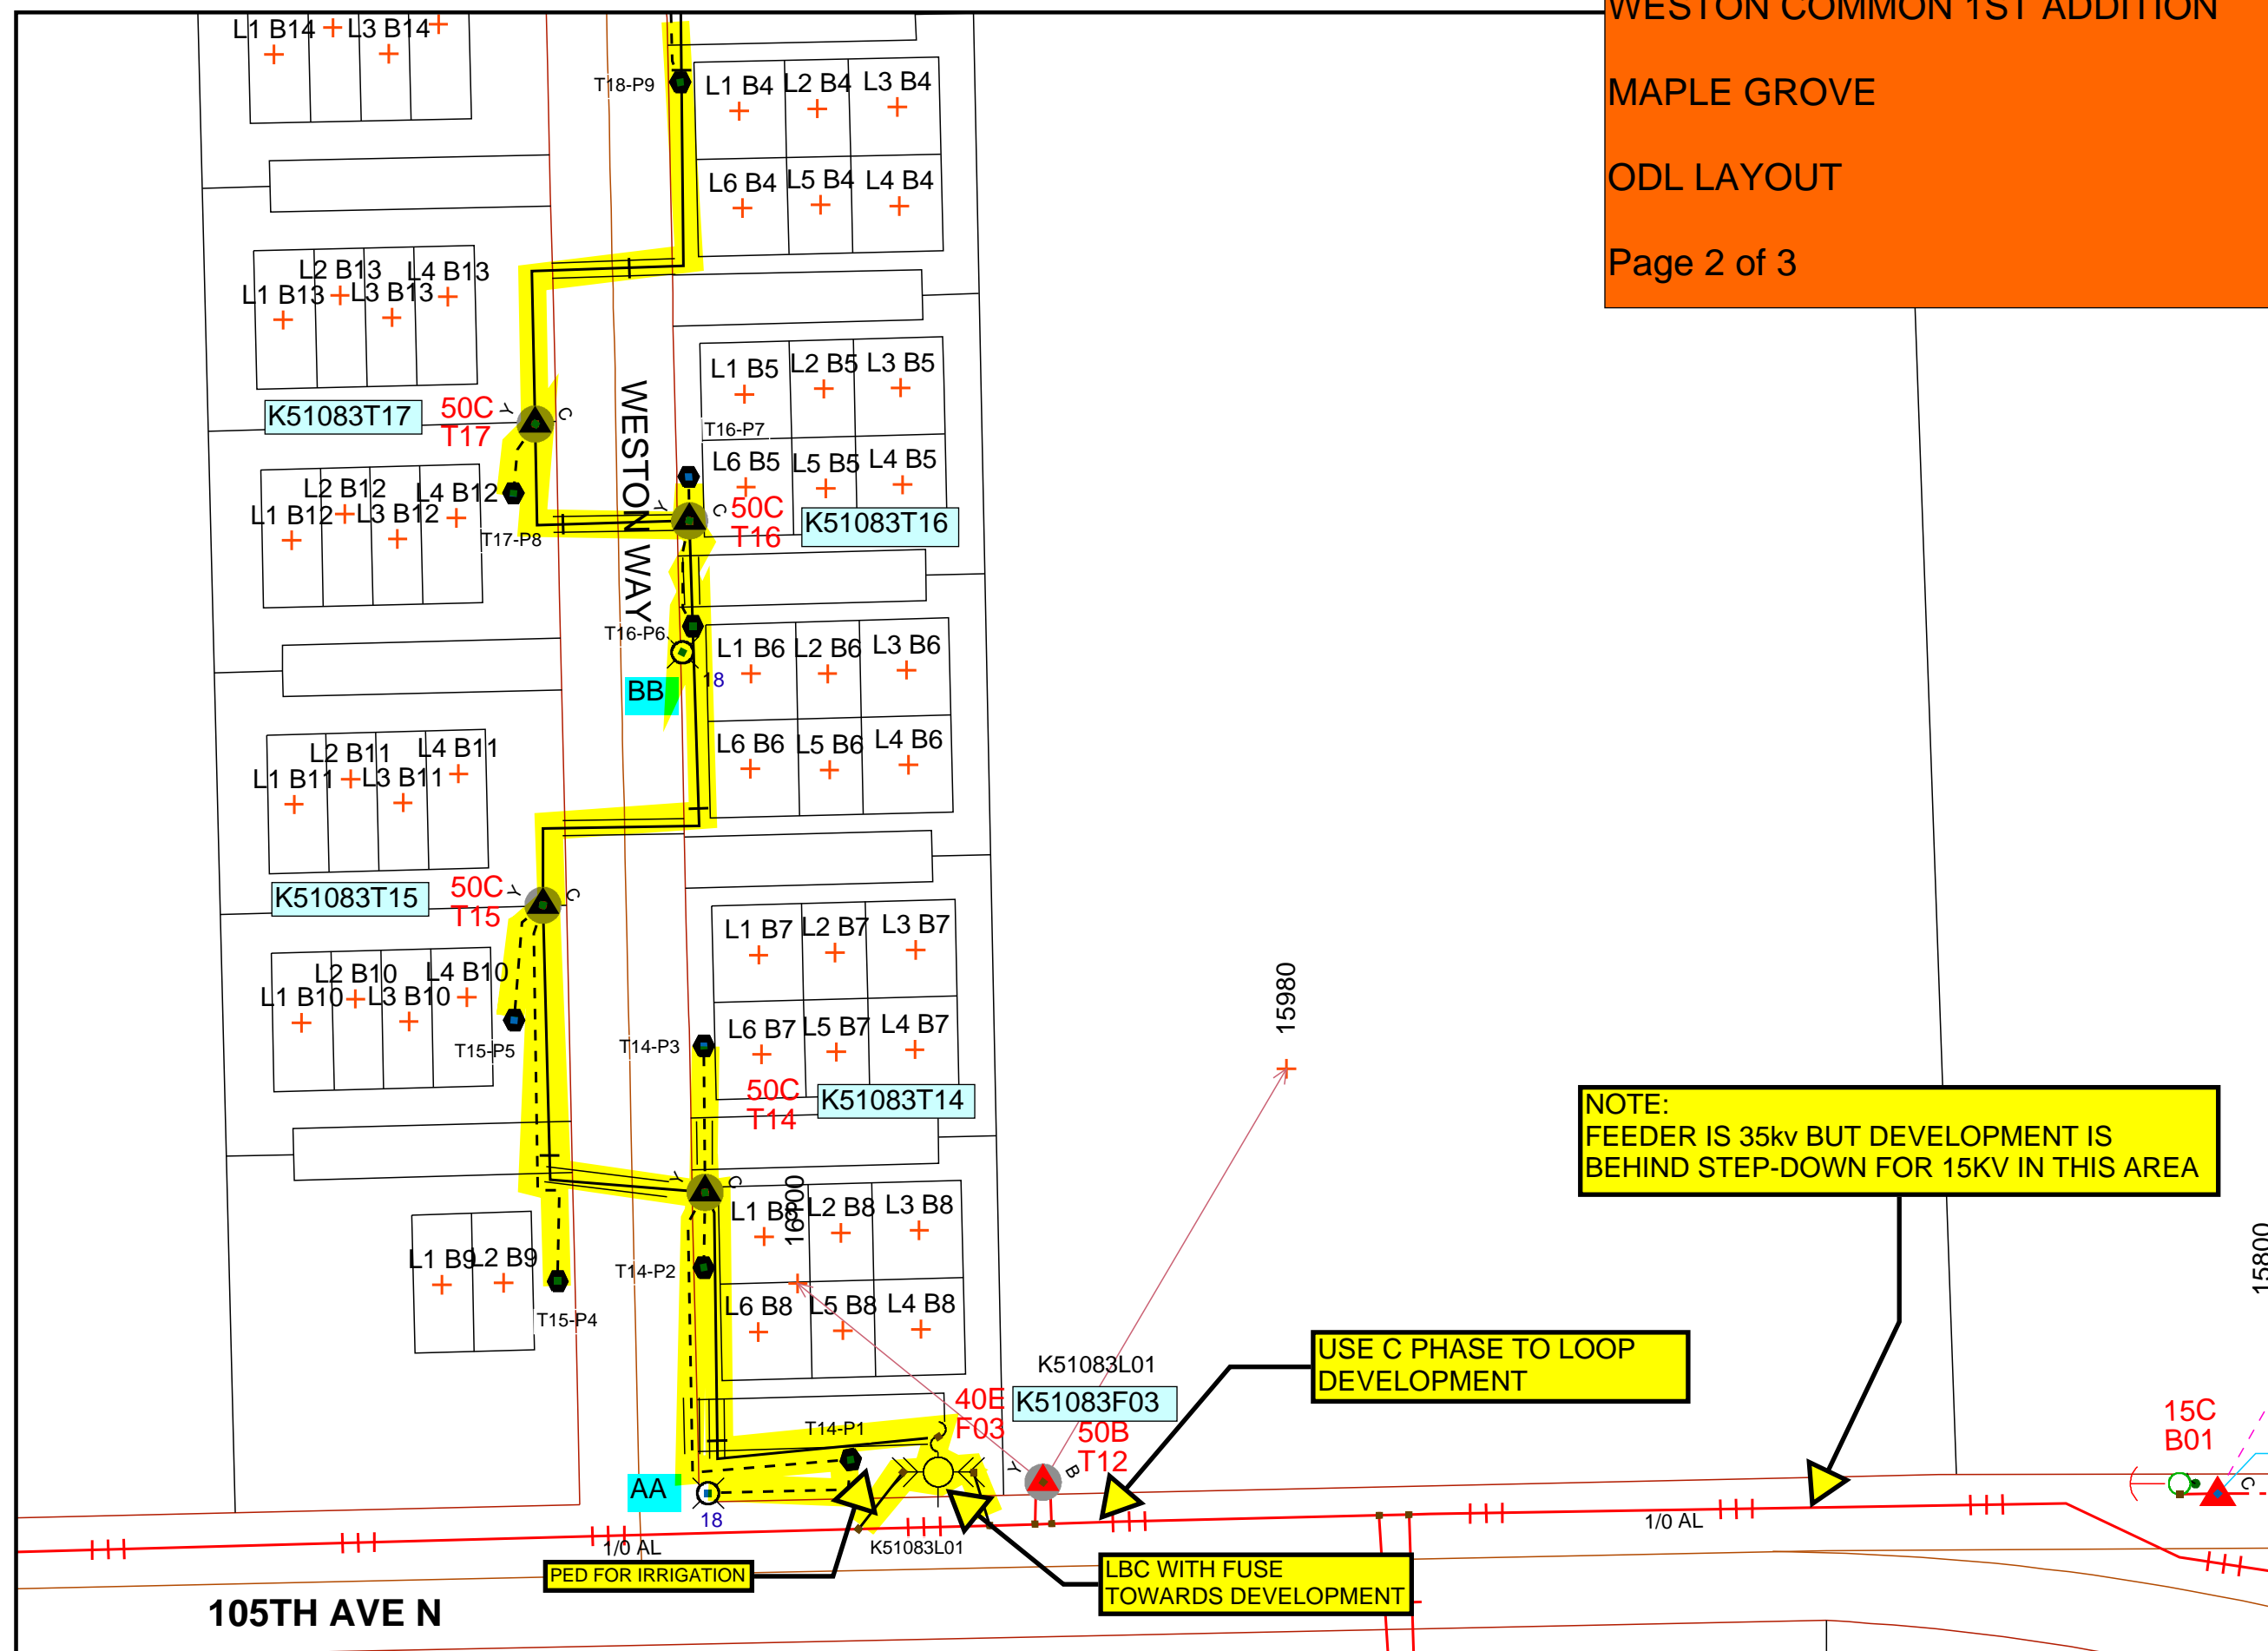 WESTON COMMON 1ST ADDITION
MAPLE GROVE
ODL LAYOUT
Page 2 of 3
L1 B14
L3 B14
T18-P9
L1 B4
L2 B4
L3 B4
L6 B4
L5 B4
L4 B4
L2 B13
L4 B13
L1 B13
L3 B13
K51083T17
50C
T17
Y
C
WESTON WAY
L1 B5
L2 B5
L3 B5
T16-P7
L6 B5
L5 B5
L4 B5
L2 B12
L4 B12
L1 B12
L3 B12
T17-P8
Y
C
50C
T16
K51083T16
T16-P6
18
BB
L1 B6
L2 B6
L3 B6
L6 B6
L5 B6
L4 B6
L2 B11
L4 B11
L1 B11
L3 B11
K51083T15
50C
T15
Y
C
L1 B7
L2 B7
L3 B7
L2 B10
L4 B10
L1 B10
L3 B10
T15-P5
T14-P3
L6 B7
L5 B7
L4 B7
50C
T14
K51083T14
15980
NOTE:
FEEDER IS 35kv BUT DEVELOPMENT IS
BEHIND STEP-DOWN FOR 15KV IN THIS AREA
Y
C
L1 B8
L2 B8
L3 B8
L1 B9
L2 B9
T14-P2
T15-P4
L6 B8
L5 B8
L4 B8
15800
USE C PHASE TO LOOP
DEVELOPMENT
K51083L01
K51083F03
40E
F03
50B
T12
Y
B
T14-P1
15C
B01
C
AA
18
1/0 AL
K51083L01
1/0 AL
PED FOR IRRIGATION
LBC WITH FUSE
TOWARDS DEVELOPMENT
105TH AVE N